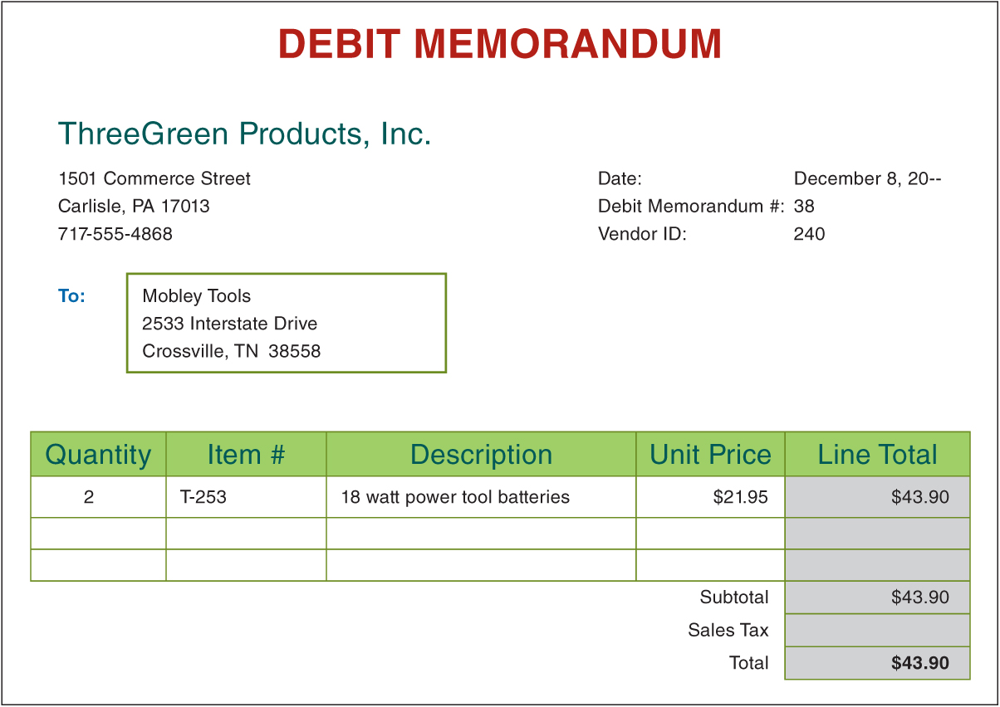 DEBIT MEMORANDUM
ThreeGreen Products, Inc.
1501 Commerce Street
Carlisle, PA 17013
717-555-4868
Date: December 8, 20--
Debit Memorandum #: 38
Vendor ID: 240
To:
Mobley Tools
2533 Interstate Drive
Crossville, TN 38558
Quantity Item # Description Unit Price Line Total
2 T-253 18 watt power tool batteries $21.95 $43.90
Subtotal $43.90
Sales Tax
Total $43.90